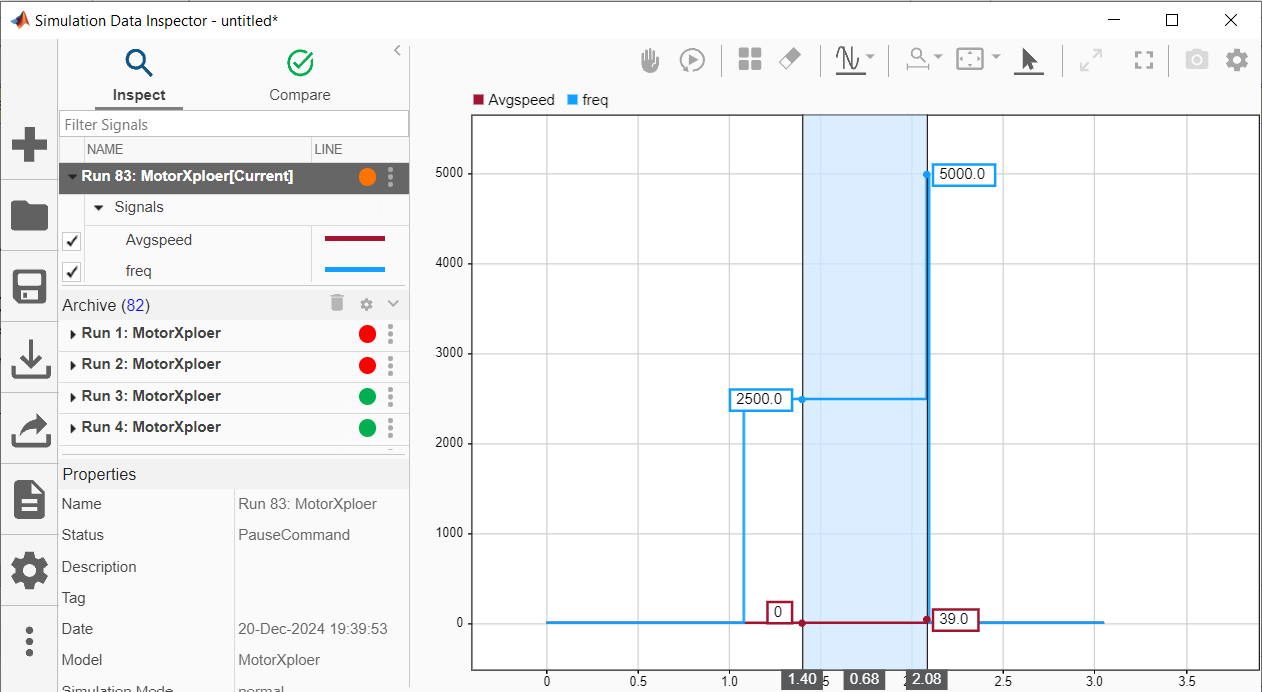 Simulation Data Inspector - untitled*
Inspect
Compare
Filter Signals
NAME LINE
Run 83: MotorXploer[Current]
Signals
Avgspeed
freq
Archive (82)
Run 1: MotorXploer
Run 2: MotorXploer
Run 3: MotorXploer
Run 4: MotorXploer
Properties
Name Run 83: MotorXploer
Status PauseCommand
Description
Tag
Date 20-Dec-2024 19:39:53
Model MotorXploer
Simulation Mode normal
Avgspeed freq
5000
4000
3000
2000
1000
0
5000.0
2500.0
0
39.0
0 0.5 1.0 1.40 5 0.68 2 2.08 2.5 3.0 3.5